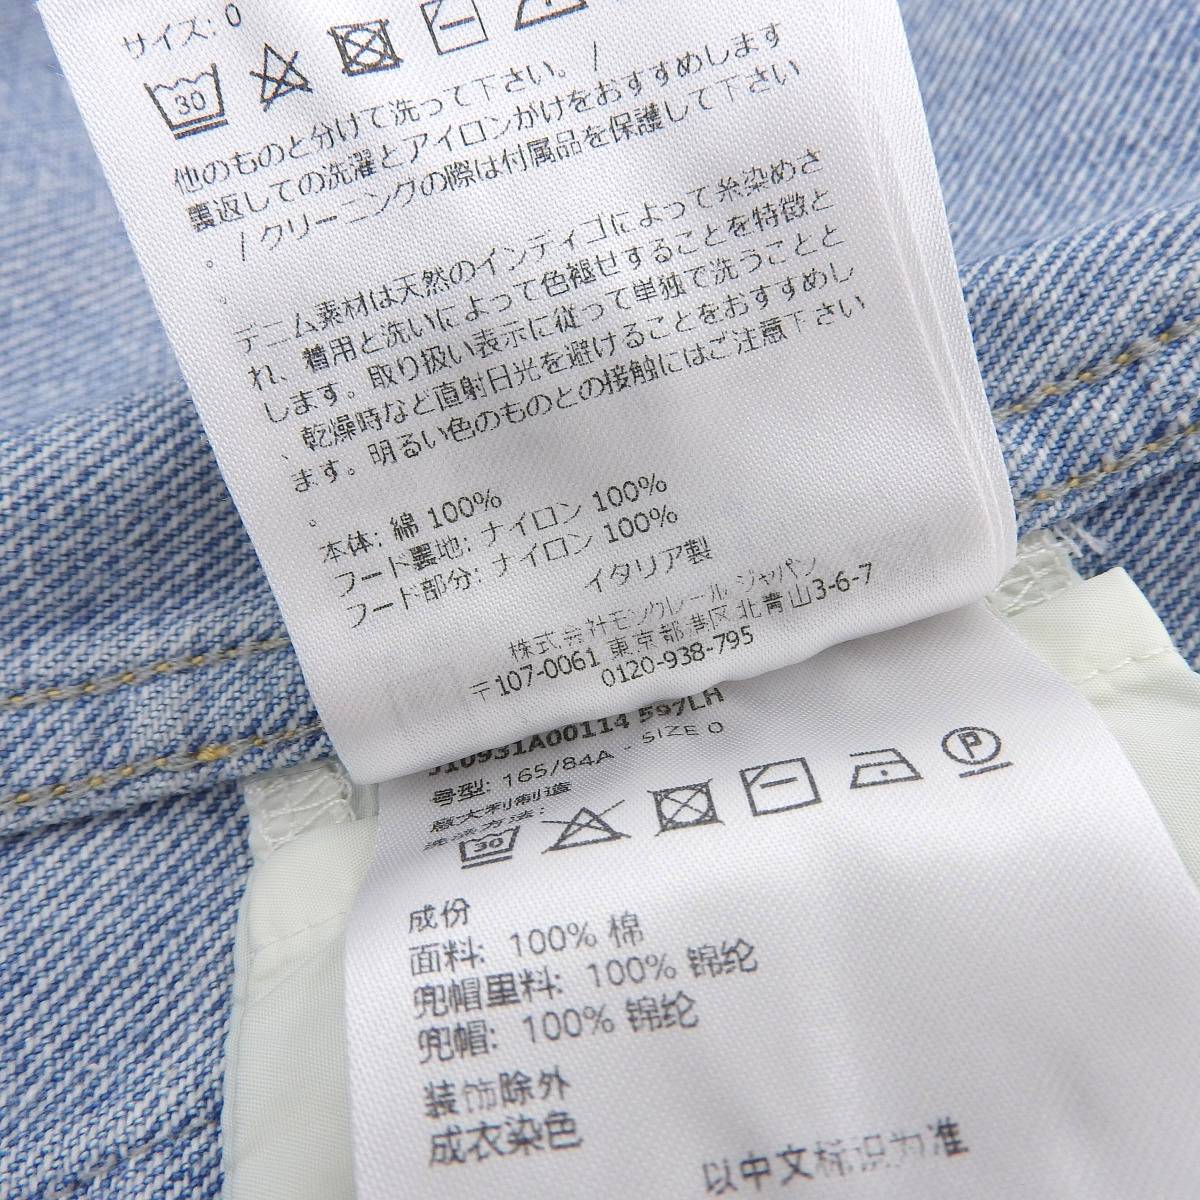 サイズ: 0
30
他のものと分けて洗って下さい。/
裏返しての洗濯とアイロンがけをおすすめします
。/ クリーニングの際は付属品を保護して下さい
。
デニム素材は天然のインディゴによって糸染めさ
れ、着用と洗いによって色褪せすることを特徴と
します。取り扱い表示に従って単独で洗うことと
、乾燥時など直射日光を避けることをおすすめし
ます。明るい色のものとの接触にはご注意下さい
。
本体: 綿 100%
フード裏地: ナイロン 100%
フード部分: ナイロン 100%
イタリア製
株式会社モンクレール ジャパン
〒107-0061 東京都港区北青山3-6-7
0120-938-795
J10931A00114 597LH
号型: 165/84A - SIZE 0
意大利制造
洗涤方法:
30
P
成份
面料: 100% 棉
兜帽里料: 100% 锦纶
兜帽: 100% 锦纶
装饰除外
成衣染色
以中文标识为准